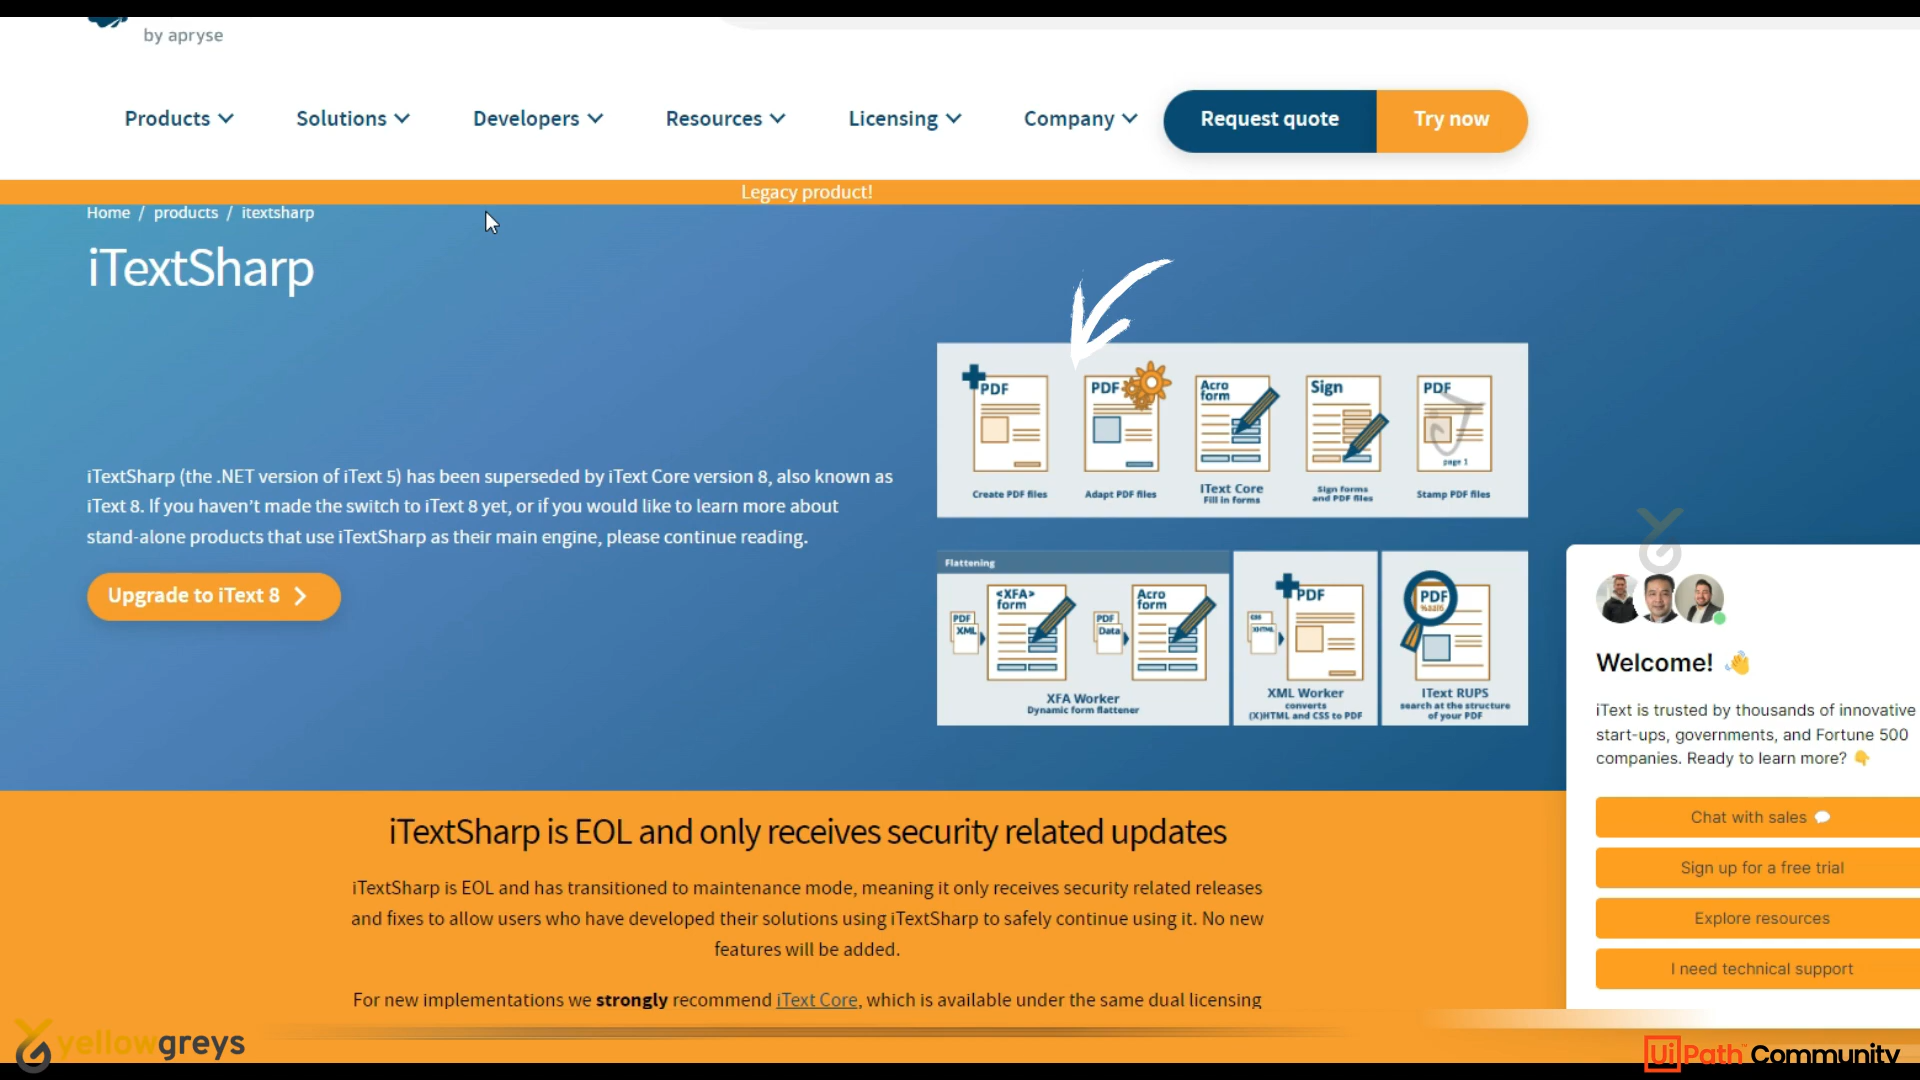 by apryse
Products
Solutions
Developers
Resources
Licensing
Company
Request quote
Try now
Legacy product!
Home / products / itextsharp
iTextSharp
iTextSharp (the .NET version of iText 5) has been superseded by iText Core version 8, also known as
iText 8. If you haven't made the switch to iText 8 yet, or if you would like to learn more about
stand-alone products that use iTextSharp as their main engine, please continue reading.
Upgrade to iText 8
PDF
PDF
Acro
form
Sign
PDF
page 1
Create PDF files
Adapt PDF files
IText Core
Fill in forms
Sign forms
and PDF files
Stamp PDF files
Flattening
<XFA>
form
PDF
XML
Acro
form
PDF
Data
XFA Worker
Dynamic form flattener
PDF
CSS
XHTML
XML Worker
converts
(X)HTML and CSS to PDF
PDF
IText RUPS
search at the structure
of your PDF
Welcome! 👋
iText is trusted by thousands of innovative
start-ups, governments, and Fortune 500
companies. Ready to learn more? 👇
Chat with sales 💬
Sign up for a free trial
Explore resources
I need technical support
iTextSharp is EOL and only receives security related updates
iTextSharp is EOL and has transitioned to maintenance mode, meaning it only receives security related releases
and fixes to allow users who have developed their solutions using iTextSharp to safely continue using it. No new
features will be added.
For new implementations we strongly recommend iText Core, which is available under the same dual licensing
yellowgreys
UiPath™ Community